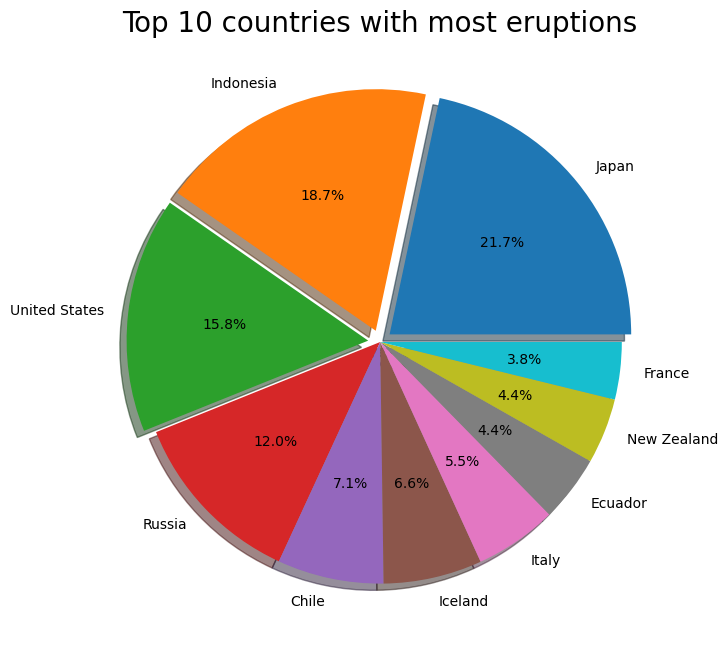 Top 10 countries with most eruptions
Indonesia
Japan
18.7%
21.7%
United States
15.8%
3.8%
France
4.4%
New Zealand
4.4%
12.0%
5.5%
7.1%
6.6%
Ecuador
Russia
Italy
Chile
Iceland